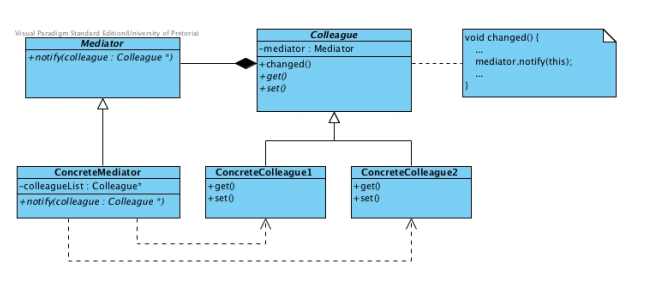 Visual Paradigm Standard Edition(University of Pretoria)
Mediator
+notify(colleague : Colleague *)
Colleague
-mediator : Mediator
+changed()
+get()
+set()
void changed() {
...
mediator.notify(this);
...
}
ConcreteMediator
-colleagueList : Colleague*
+notify(colleague : Colleague *)
ConcreteColleague1
+get()
+set()
ConcreteColleague2
+get()
+set()